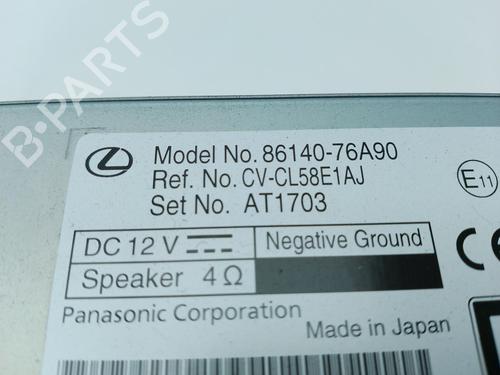 B-PARTS
Model No. 86140-76A90
Ref. No. CV-CL58E1AJ
Set No. AT1703
E11
DC 12 V
Negative Ground
CE
Speaker 4 Ω
Panasonic Corporation
Made in Japan